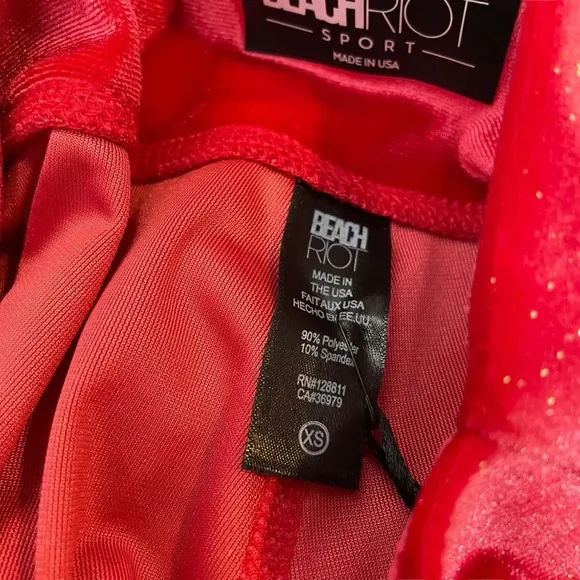 BEACH RIOT
SPORT
MADE IN USA
BEACH
RIOT
MADE IN
THE USA
FAIT AUX USA
HECHO EN EE.UU.
90% Polyester
10% Spandex
RN#128811
CA#36979
XS